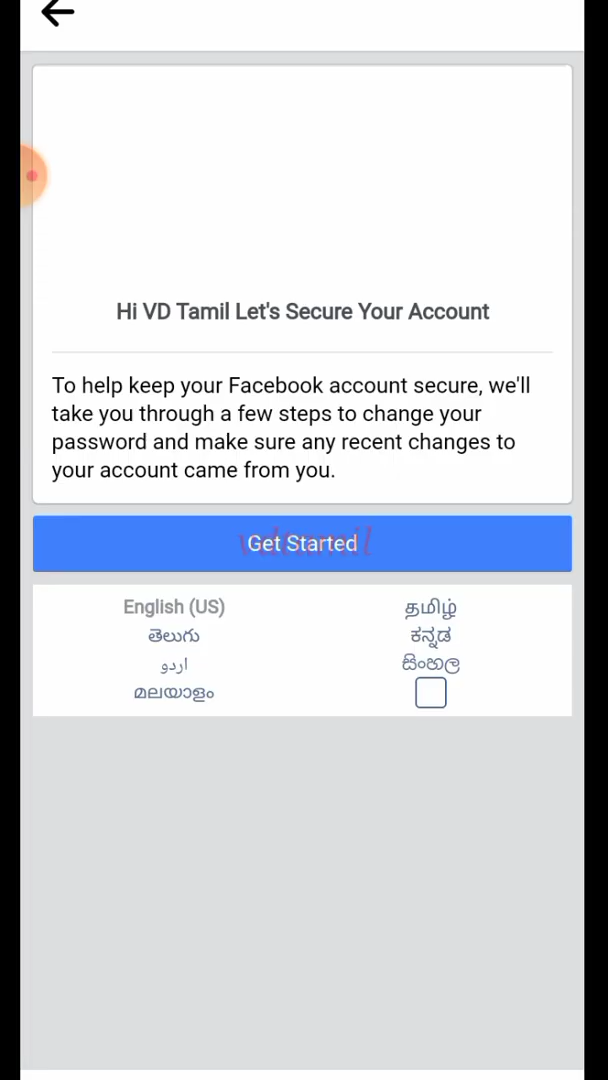 Hi VD Tamil Let's Secure Your Account
To help keep your Facebook account secure, we'll
take you through a few steps to change your
password and make sure any recent changes to
your account came from you.
Get Started
English (US) தமிழ்
తెలుగు ಕನ್ನಡ
اردو සිංහල
മലയാളം